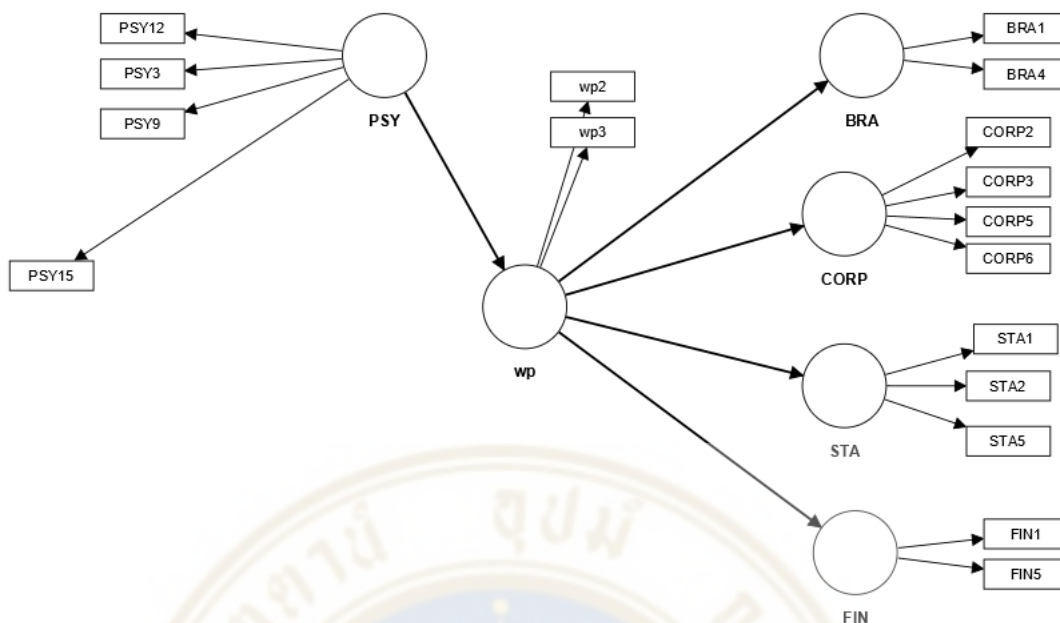 PSY12
PSY3
PSY9
PSY15
PSY
wp2
wp3
wp
BRA
BRA1
BRA4
CORP
CORP2
CORP3
CORP5
CORP6
STA
STA1
STA2
STA5
FIN
FIN1
FIN5